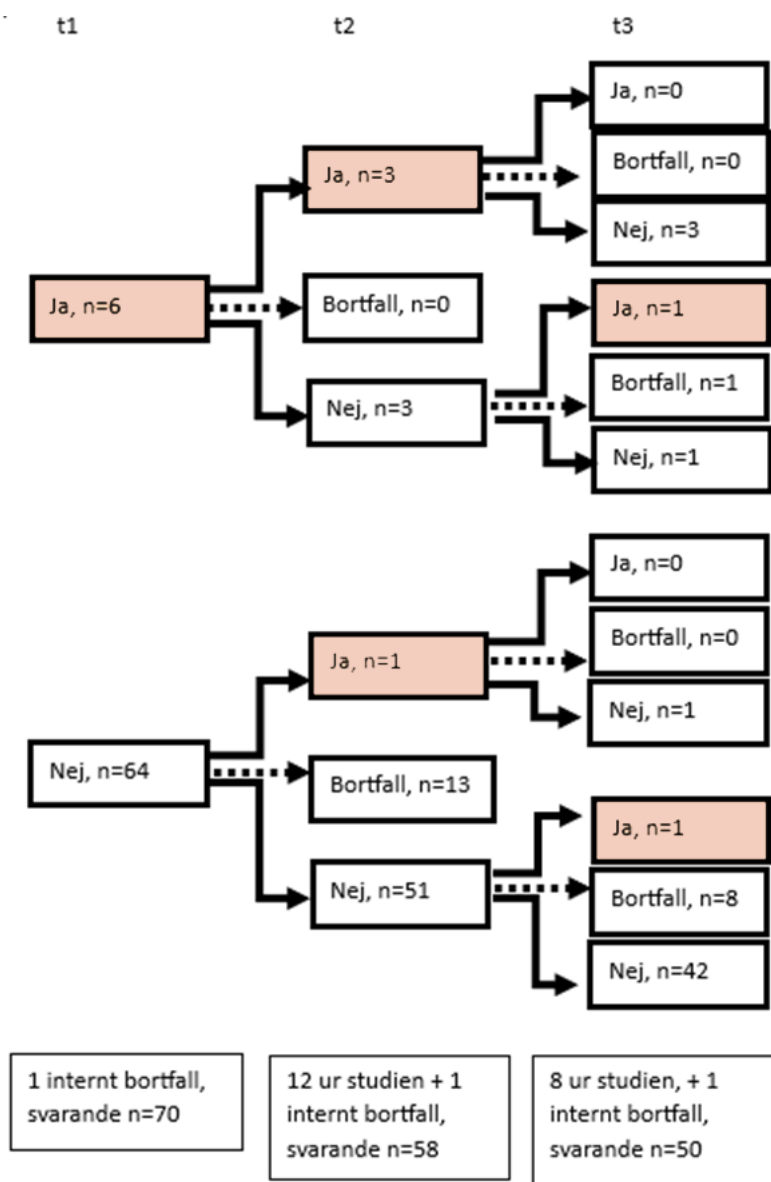 t1
t2
t3
Ja, n=6
Ja, n=3
Bortfall, n=0
Nej, n=3
Ja, n=0
Bortfall, n=0
Nej, n=3
Ja, n=1
Bortfall, n=1
Nej, n=1
Nej, n=64
Ja, n=1
Bortfall, n=13
Nej, n=51
Ja, n=0
Bortfall, n=0
Nej, n=1
Ja, n=1
Bortfall, n=8
Nej, n=42
1 internt bortfall,
svarande n=70
12 ur studien + 1
internt bortfall,
svarande n=58
8 ur studien, + 1
internt bortfall,
svarande n=50